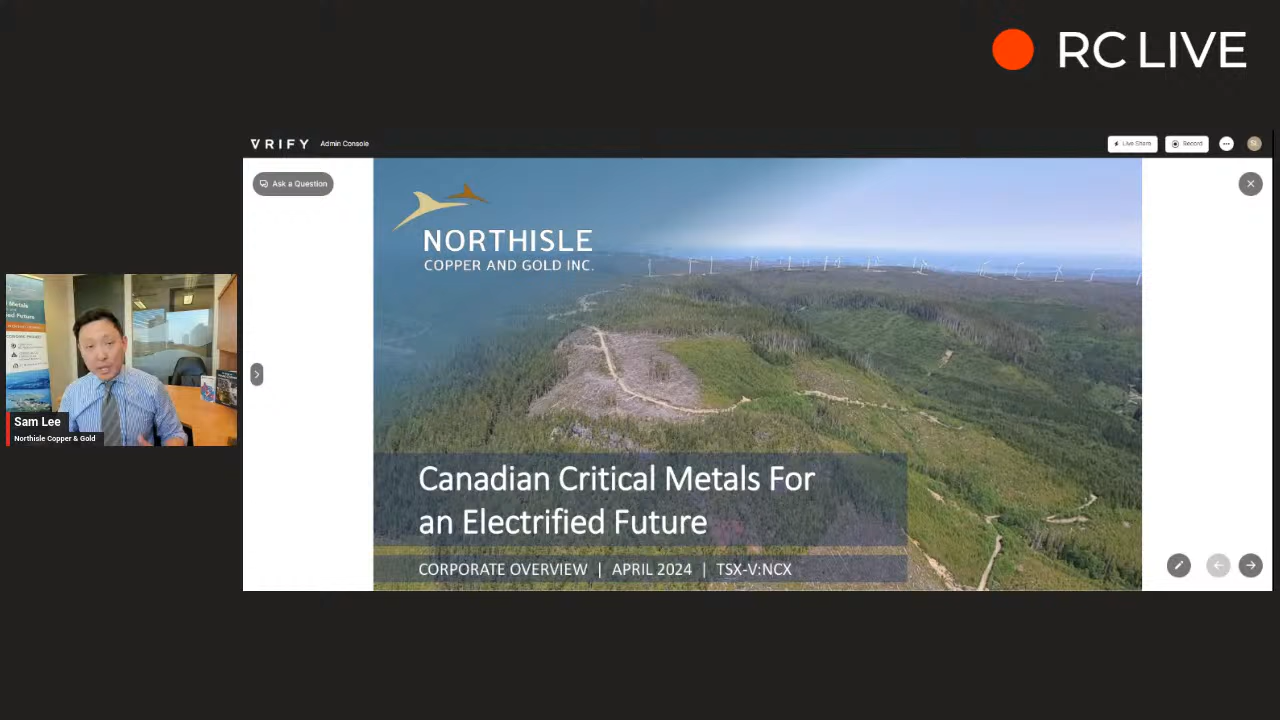 RC LIVE
VRIFY Admin Console
Live Share
Record
Ask a Question
NORTHISLE
COPPER AND GOLD INC.
Sam Lee
Northisle Copper & Gold
Canadian Critical Metals For
an Electrified Future
CORPORATE OVERVIEW | APRIL 2024 | TSX-V:NCX